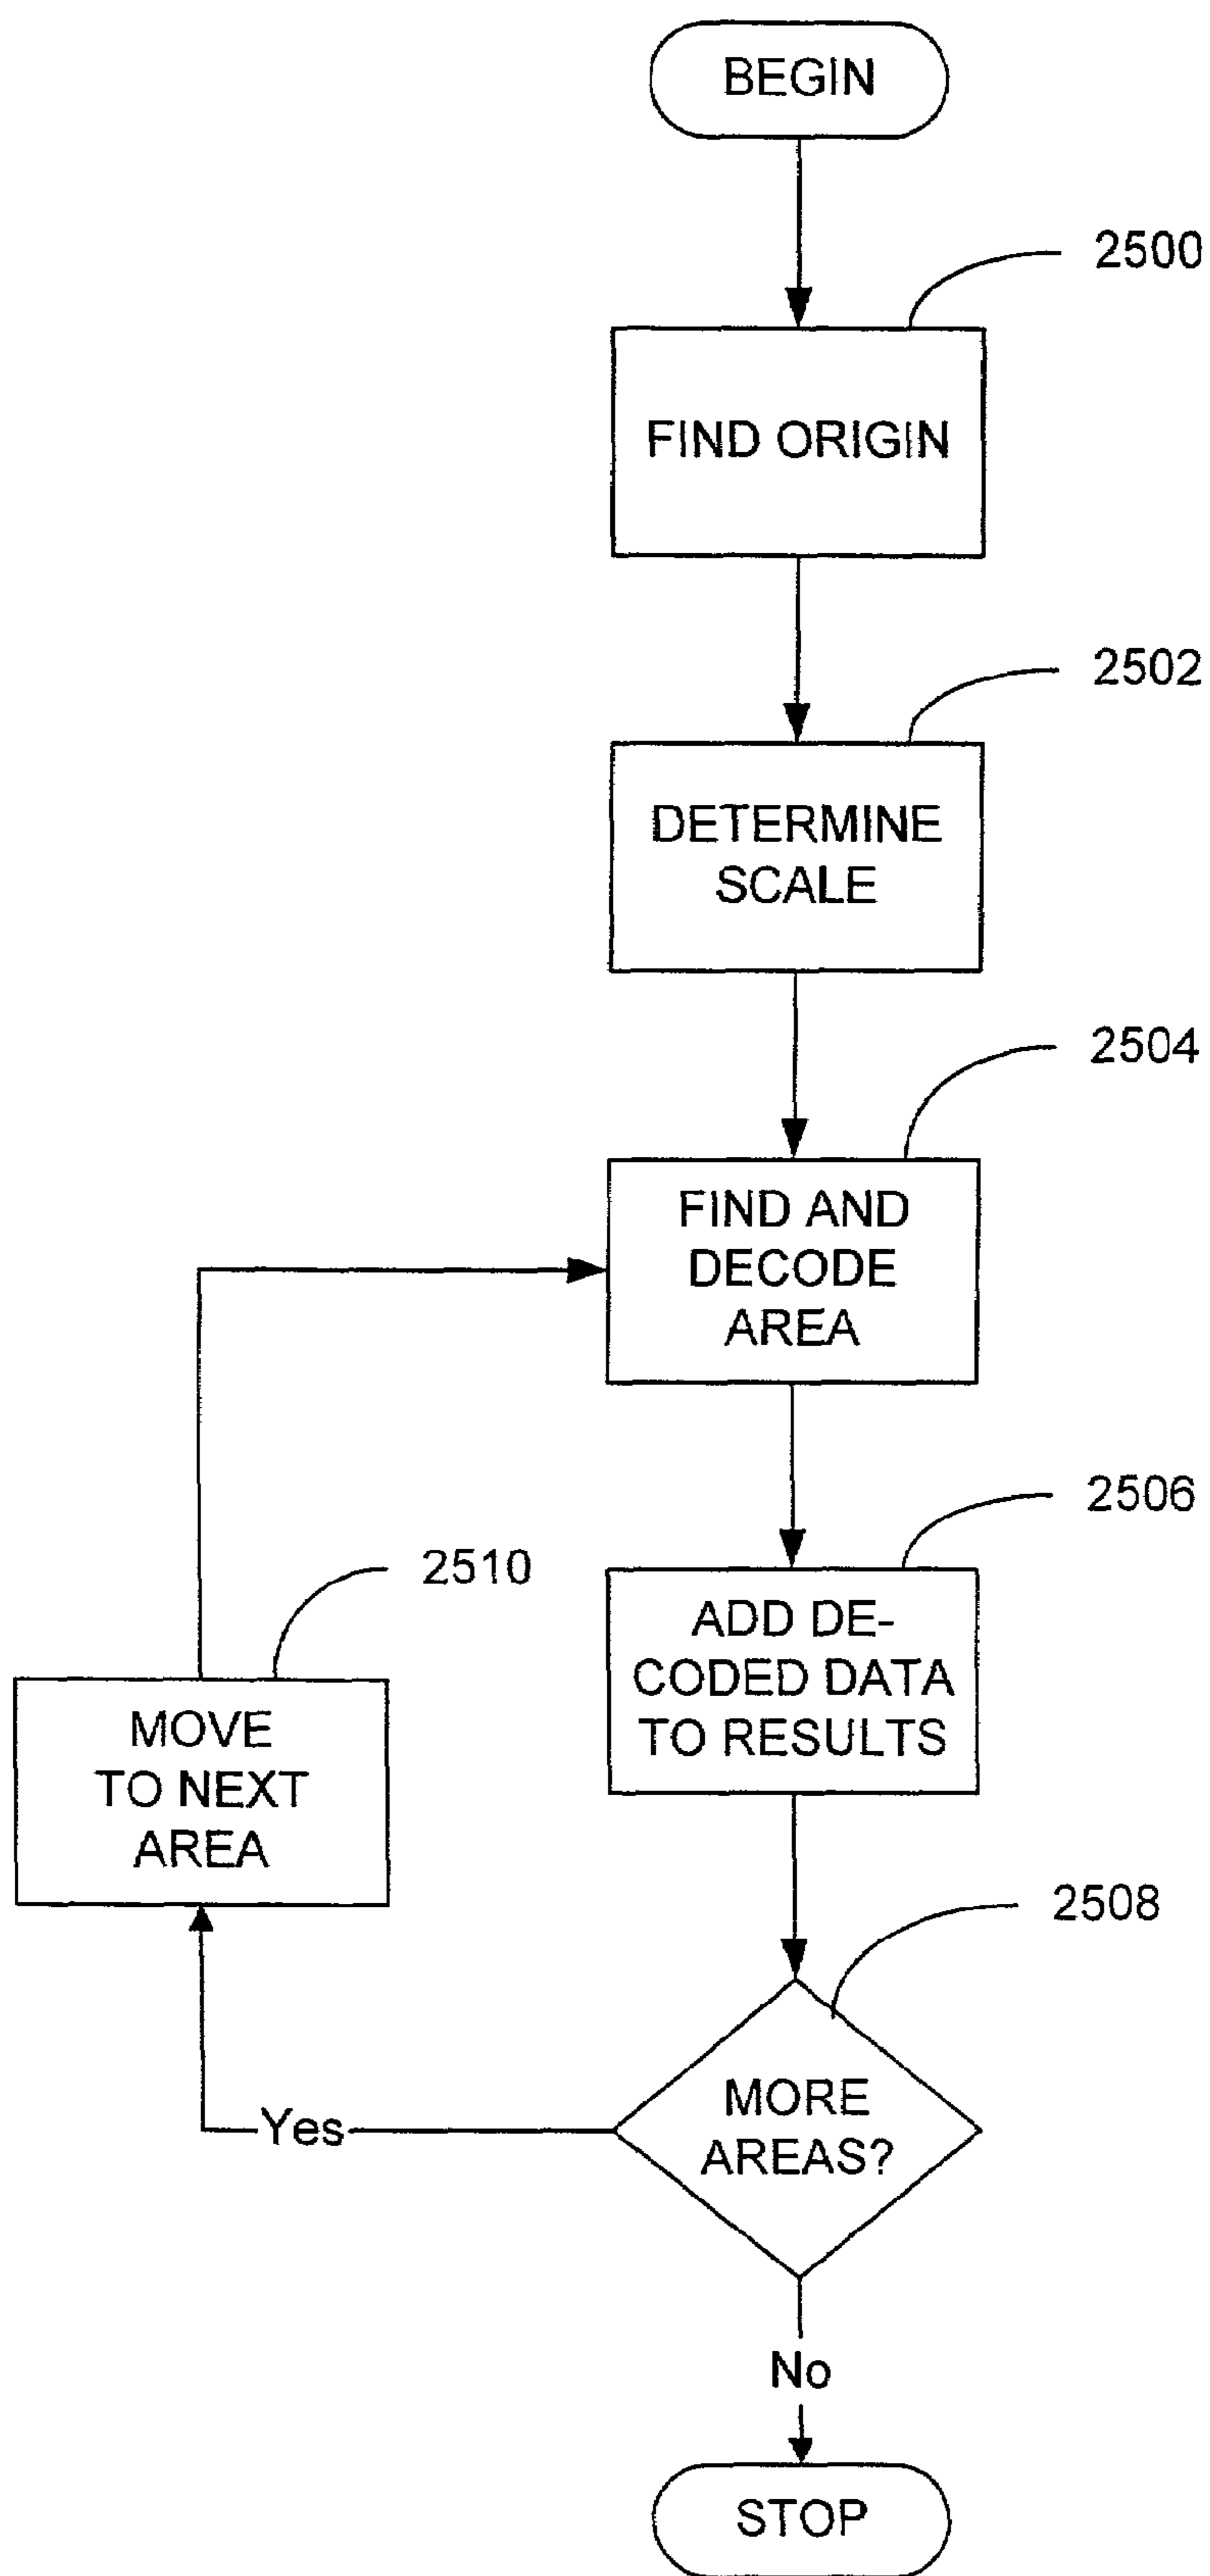 BEGIN
2500
FIND ORIGIN
2502
DETERMINE
SCALE
2504
FIND AND
DECODE
AREA
2506
ADD DE-
CODED DATA
TO RESULTS
2510
MOVE
TO NEXT
AREA
2508
MORE
AREAS?
Yes
No
STOP